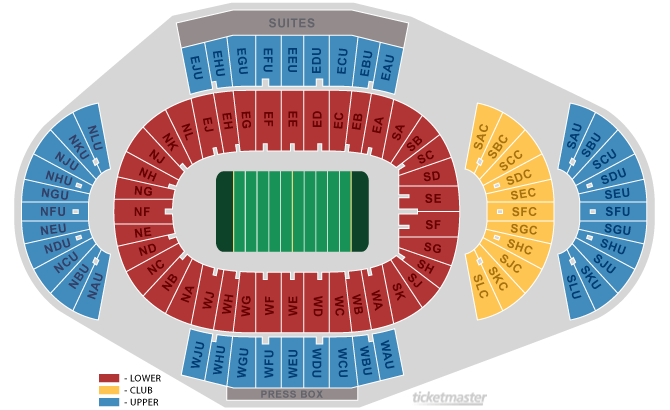 SUITES
EJU
EHU
EGU
EFU
EEU
EDU
ECU
EBU
EAU
NLU
NKU
NJU
NHU
NGU
NFU
NEU
NDU
NCU
NBU
NAU
NL
NK
NJ
NH
NG
NF
NE
ND
NC
NB
NA
EJ
EH
EG
EF
EE
ED
EC
EB
EA
SA
SB
SC
SD
SE
SF
SG
SH
SJ
SK
WJ
WH
WG
WF
WE
WD
WC
WB
WA
SAC
SBC
SCC
SDC
SEC
SFC
SGC
SHC
SJC
SKC
SLC
SAU
SBU
SCU
SDU
SEU
SFU
SGU
SHU
SJU
SKU
SLU
WJU
WHU
WGU
WFU
WEU
WDU
WCU
WBU
WAU
PRESS BOX
- LOWER
- CLUB
- UPPER
ticketmaster